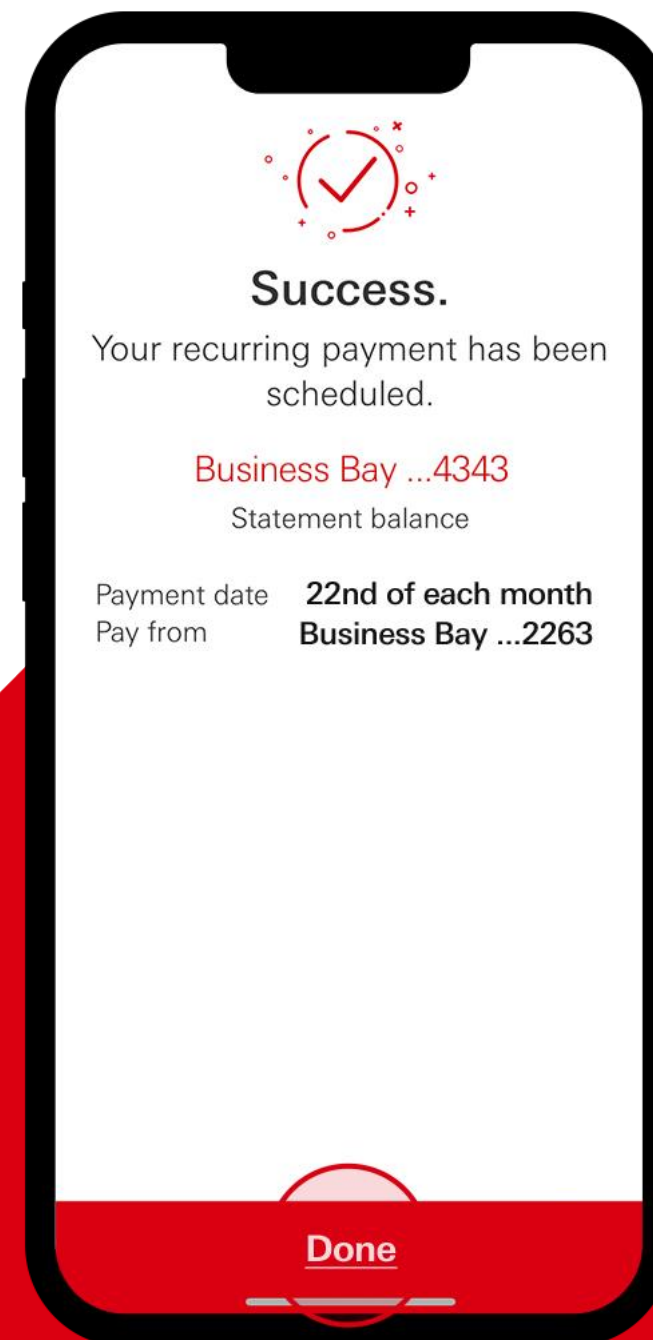 Success.
Your recurring payment has been
scheduled.
Business Bay ...4343
Statement balance
Payment date 22nd of each month
Pay from Business Bay ...2263
Done